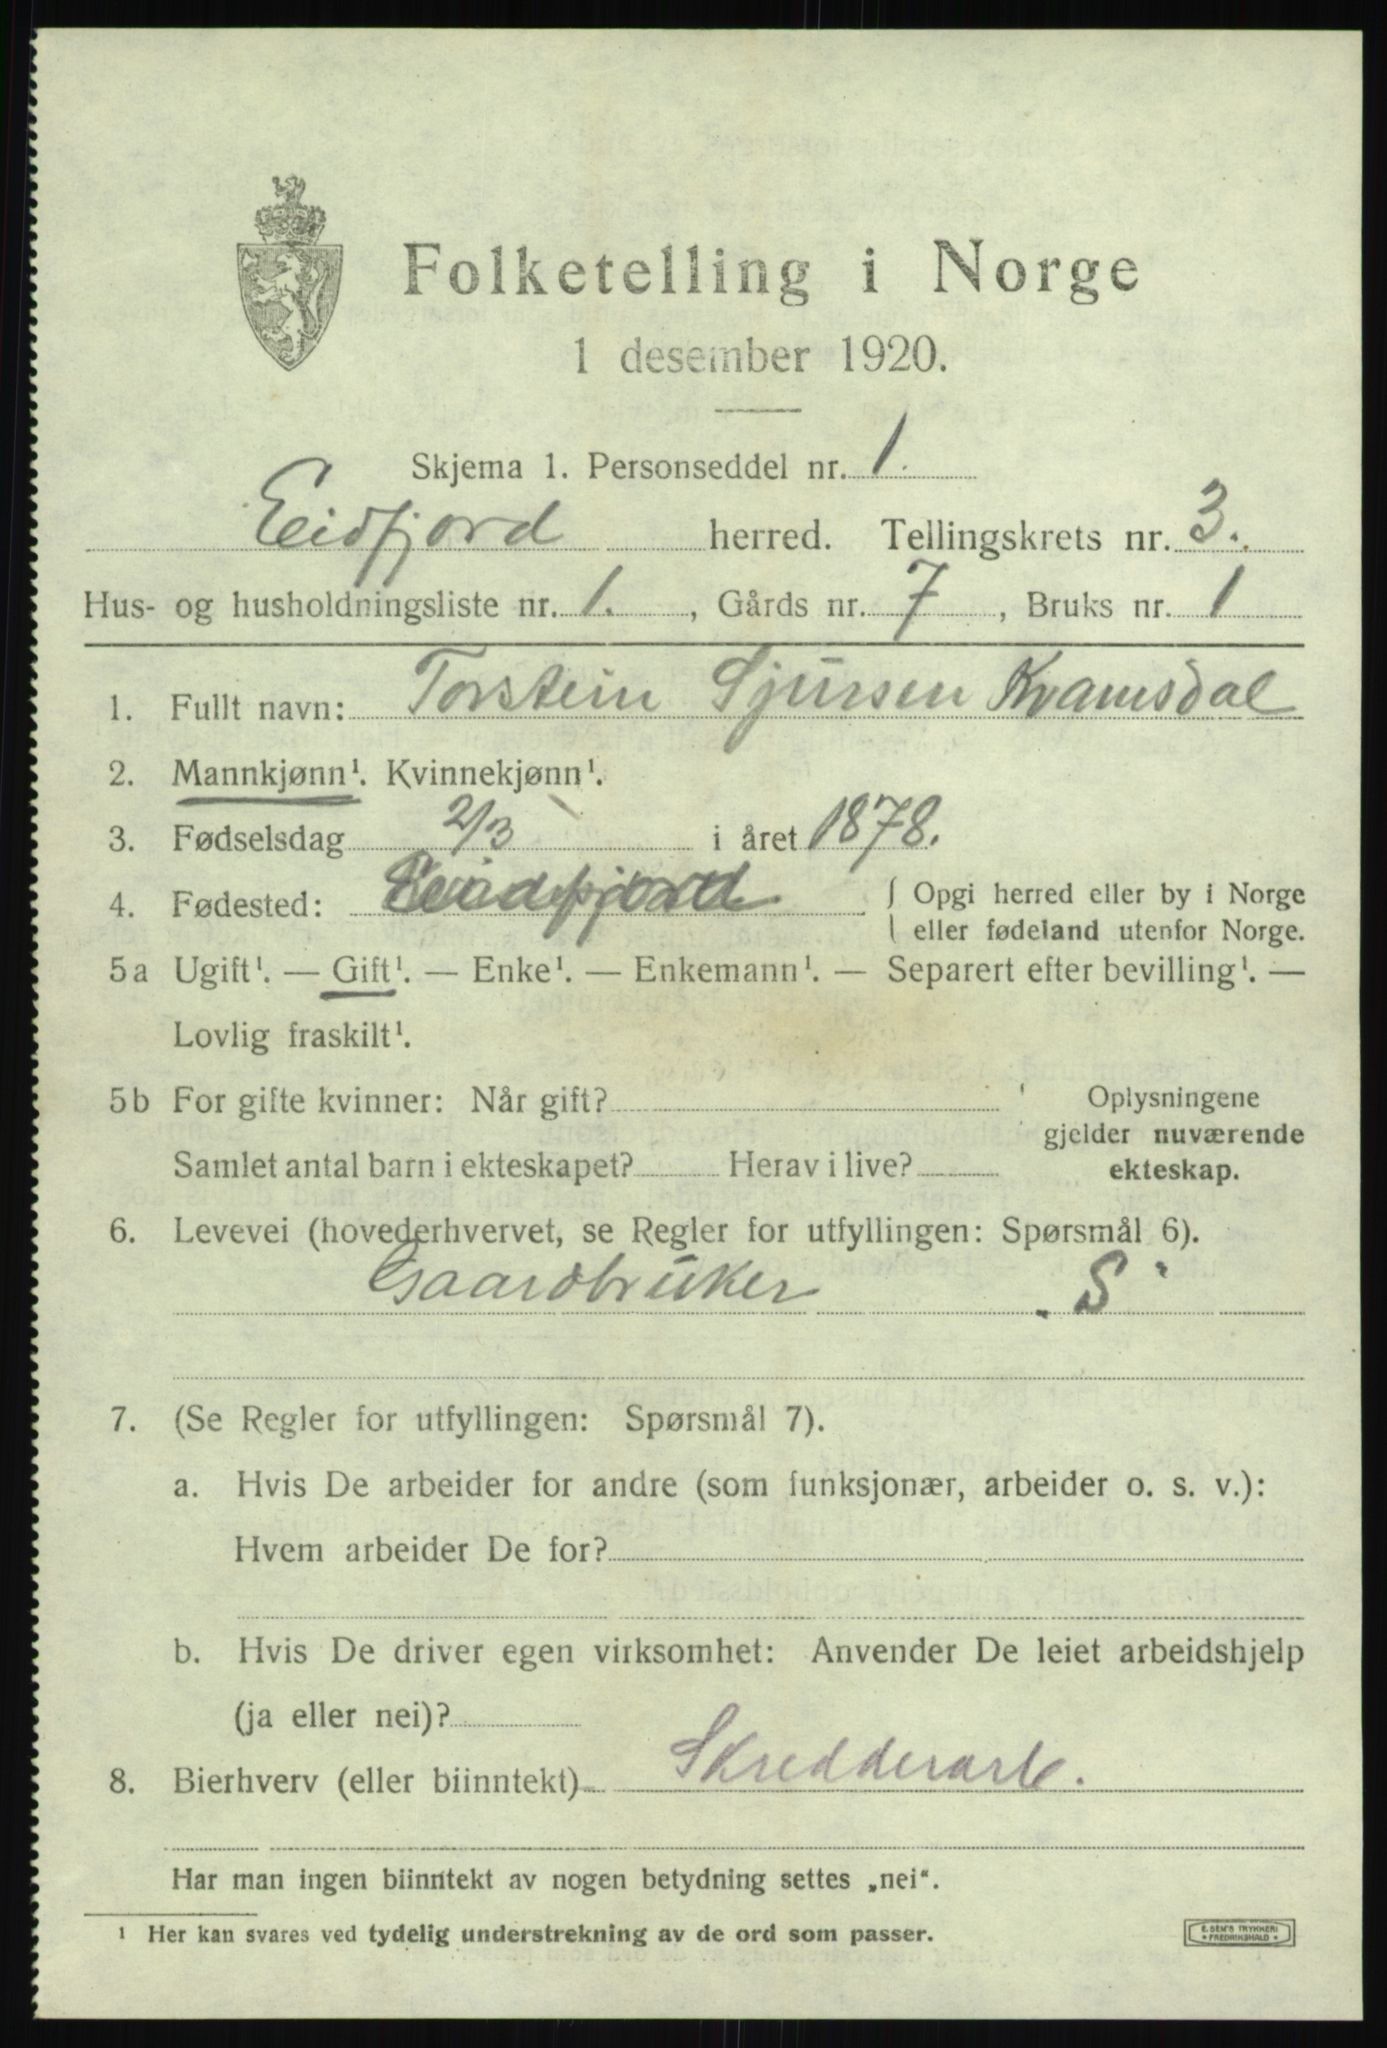 Folketelling i Norge
1 desember 1920.
Skjema 1. Personseddel nr. 1.
Eidfjord herred. Tellingskrets nr. 3.
Hus- og husholdningsliste nr. 1., Gårds nr. 7, Bruks nr. 1
1. Fullt navn: Torstein Sjursen Kvamsdal
2. Mannkjønn¹. Kvinnekjønn¹.
3. Fødselsdag 2/3 i året 1878.
4. Fødested: Eidfjord { Opgi herred eller by i Norge
eller fødeland utenfor Norge.
5a Ugift¹. — Gift¹. — Enke¹. — Enkemann¹. — Separert efter bevilling¹. —
Lovlig fraskilt¹.
5b For gifte kvinner: Når gift? Oplysningene
gjelder nuværende
Samlet antal barn i ekteskapet? Herav i live? ekteskap.
6. Levevei (hovederhvervet, se Regler for utfyllingen: Spørsmål 6).
Gaardbruker "S"
7. (Se Regler for utfyllingen: Spørsmål 7).
a. Hvis De arbeider for andre (som funksjonær, arbeider o. s. v.):
Hvem arbeider De for?
b. Hvis De driver egen virksomhet: Anvender De leiet arbeidshjelp
(ja eller nei)?
8. Bierhverv (eller biinntekt) Skredderarb.
Har man ingen biinntekt av nogen betydning settes „nei“.
¹ Her kan svares ved tydelig understrekning av de ord som passer.
E. SEM'S TRYKKERI
• FREDRIKSHALD •